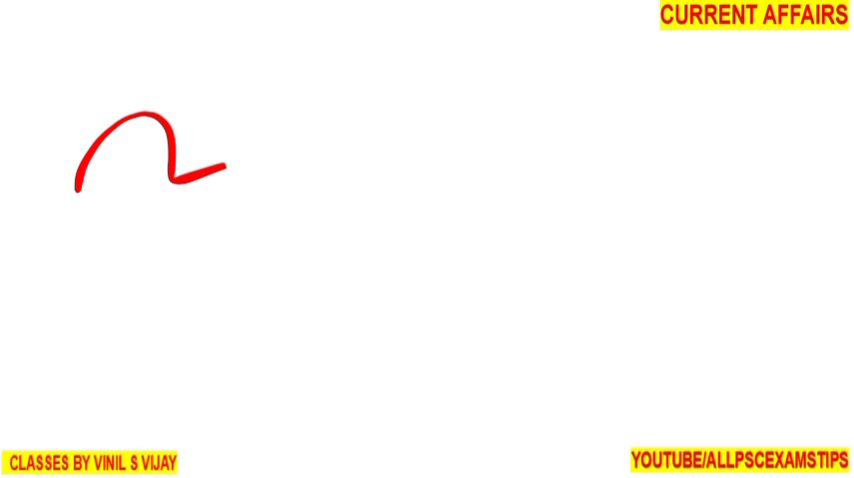 CURRENT AFFAIRS
CLASSES BY VINIL S VIJAY
YOUTUBE/ALLPSCEXAMSTIPS